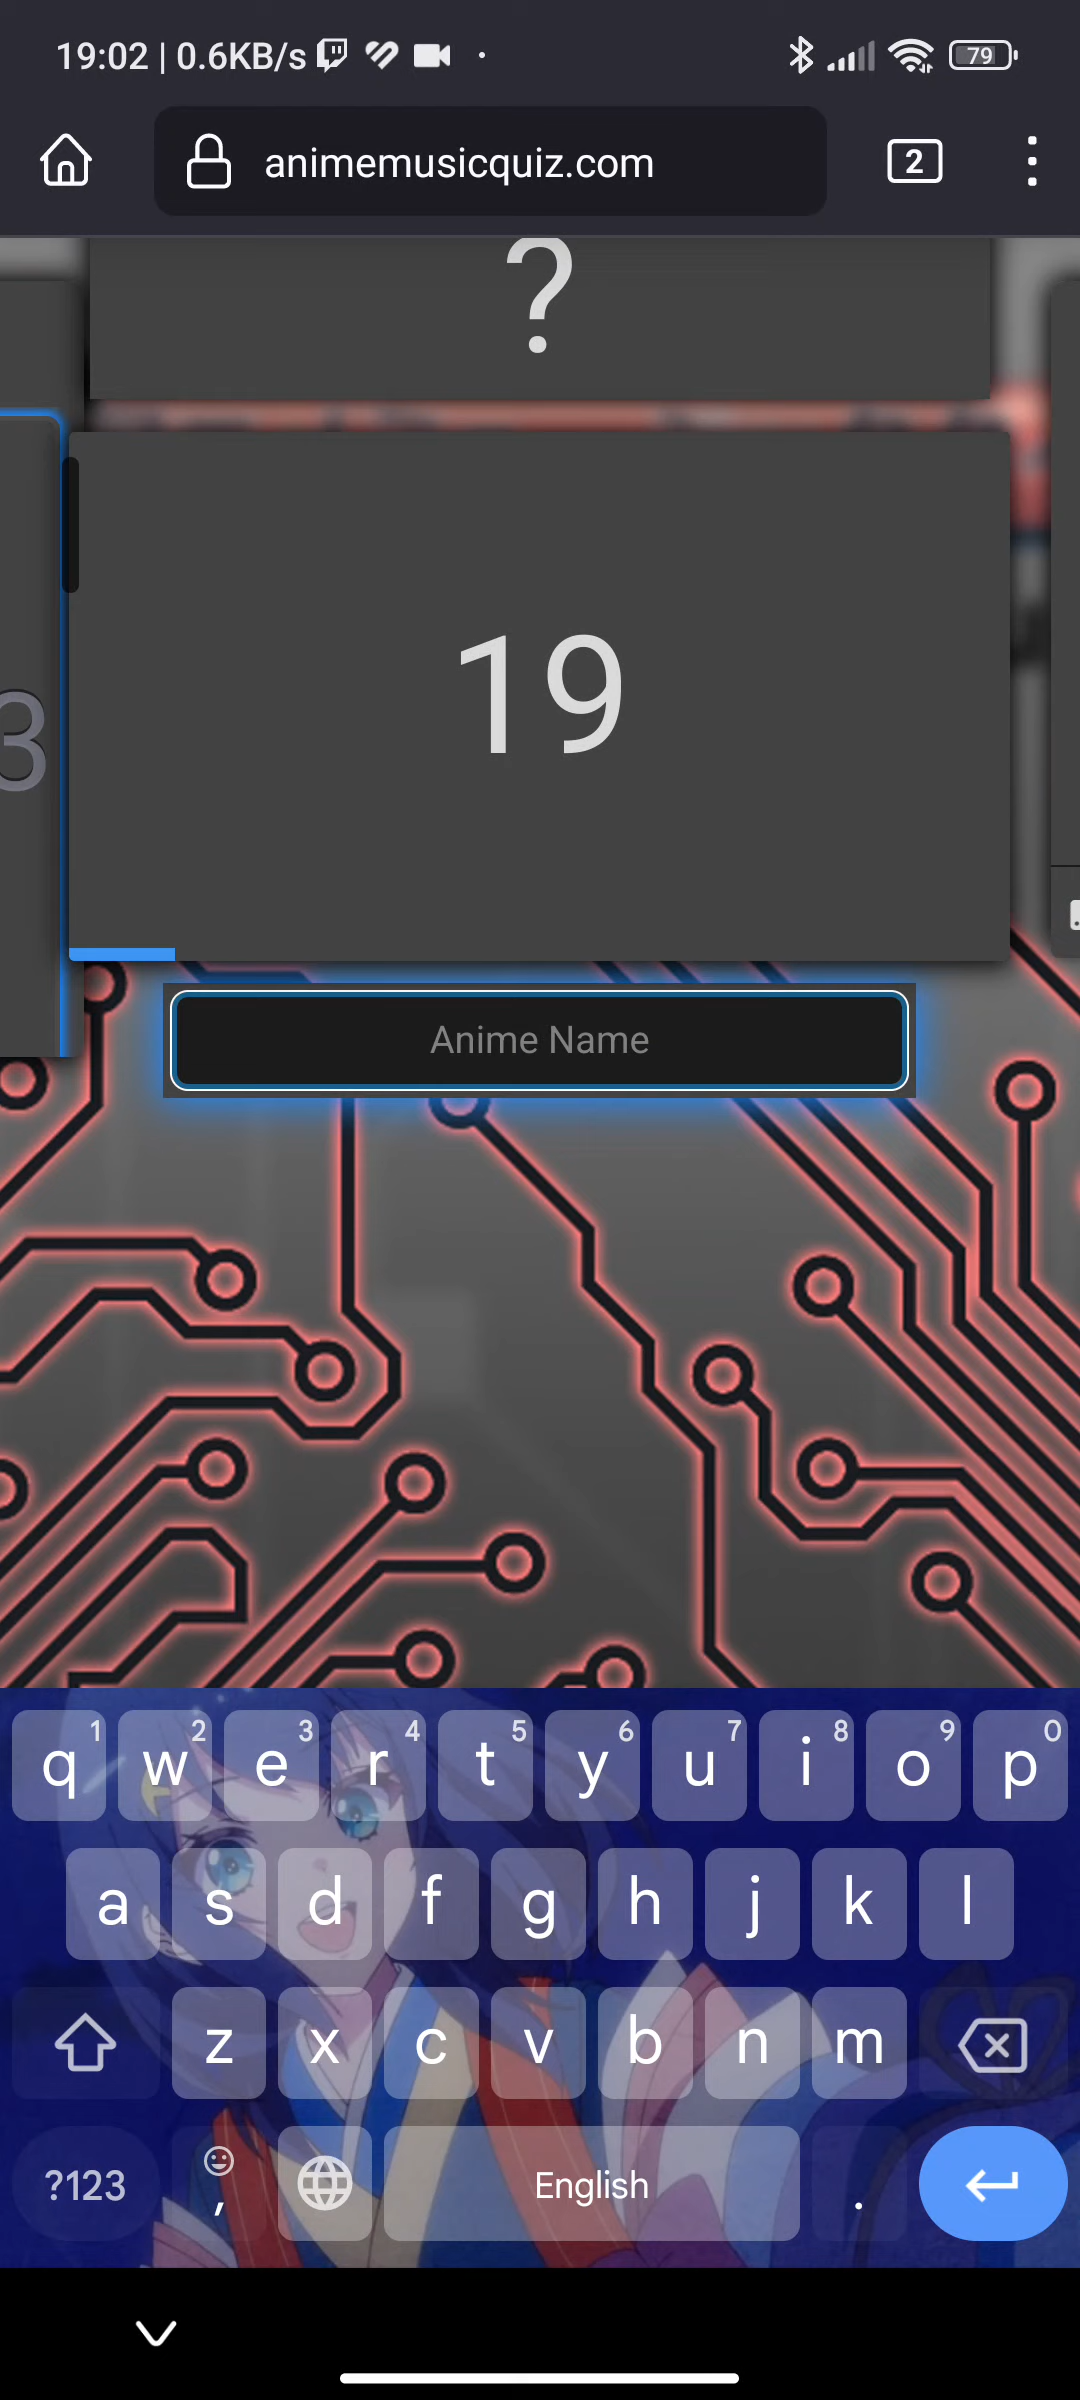 19:02 | 0.6KB/s
79
animemusicquiz.com
2
?
19
3
Anime Name
1 2 3 4 5 6 7 8 9 0
q w e r t y u i o p
a s d f g h j k l
z x c v b n m
?123 , English .